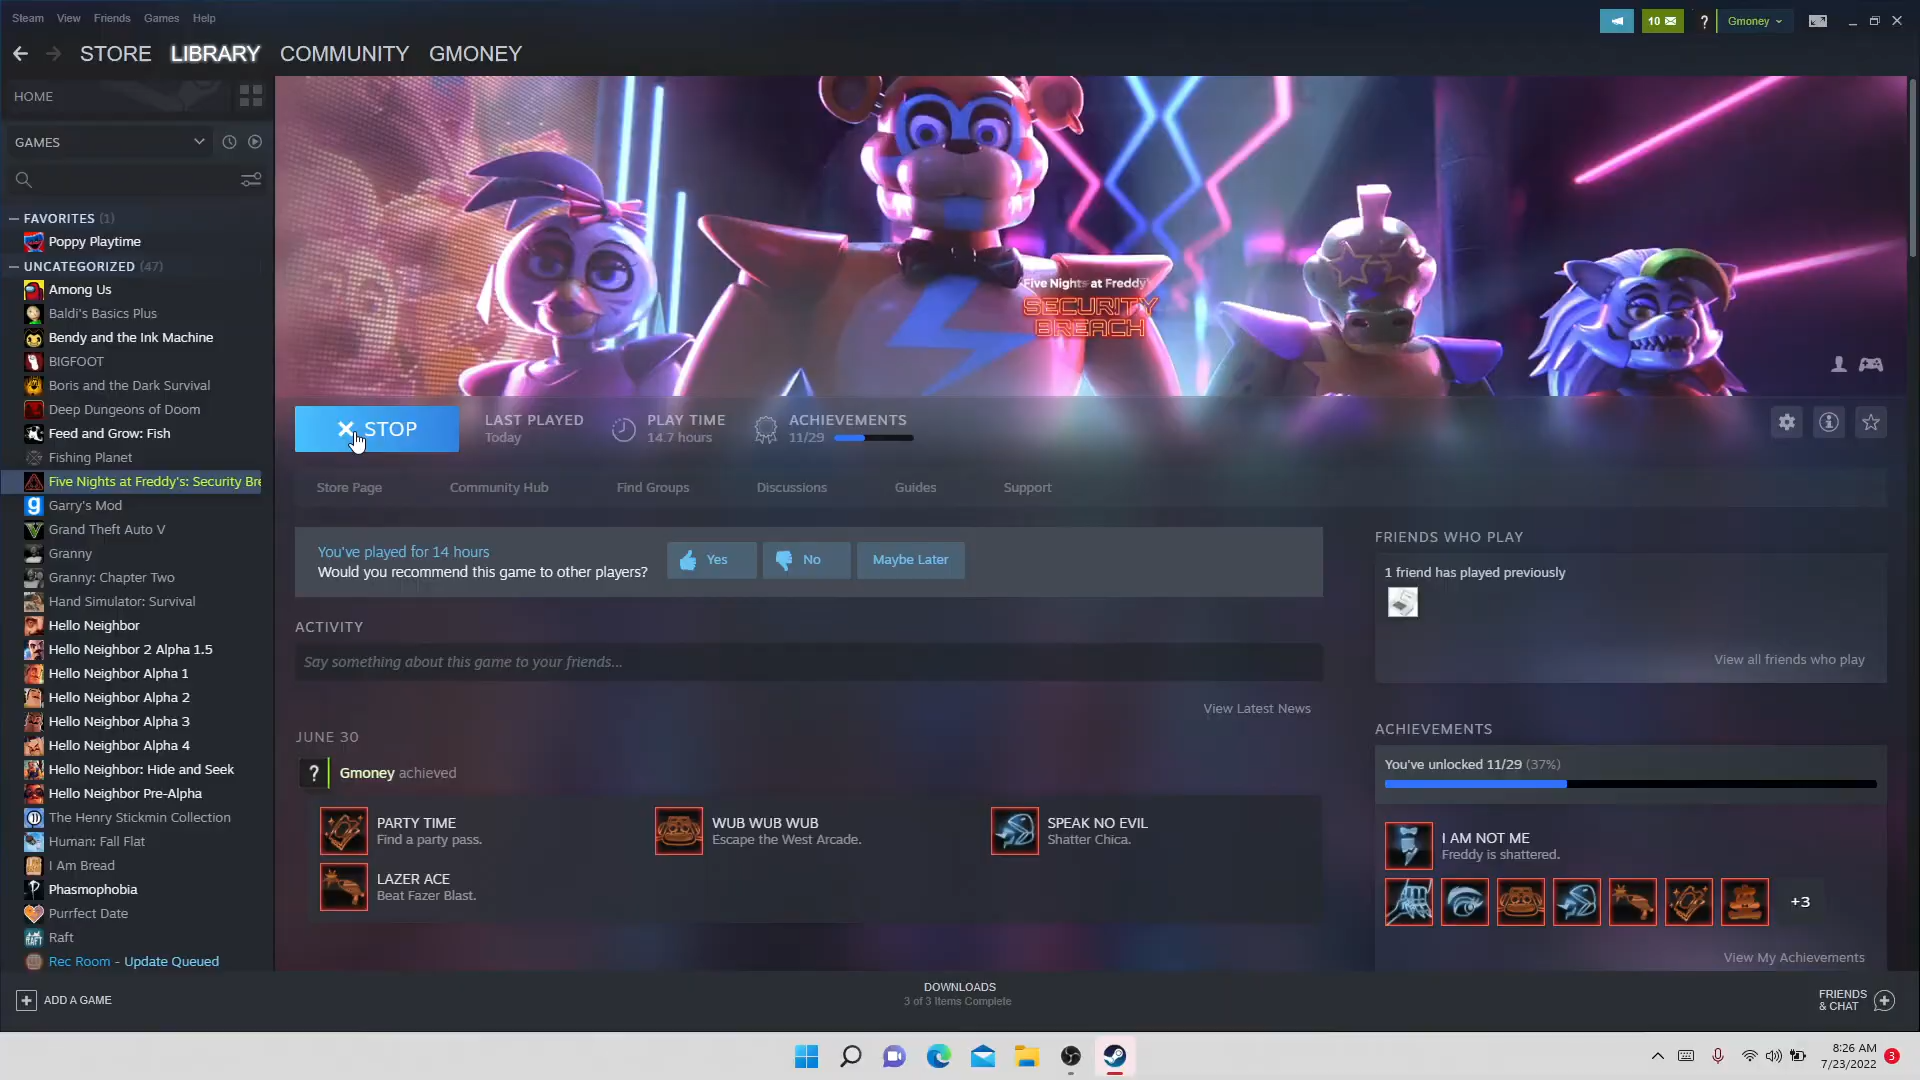 Steam View Friends Games Help
10
?
Gmoney
STORE LIBRARY COMMUNITY GMONEY
HOME
GAMES
FAVORITES (1)
Poppy Playtime
UNCATEGORIZED (47)
Among Us
Baldi's Basics Plus
Bendy and the Ink Machine
BIGFOOT
Boris and the Dark Survival
Deep Dungeons of Doom
Feed and Grow: Fish
Fishing Planet
Five Nights at Freddy's: Security Bre
Garry's Mod
Grand Theft Auto V
Granny
Granny: Chapter Two
Hand Simulator: Survival
Hello Neighbor
Hello Neighbor 2 Alpha 1.5
Hello Neighbor Alpha 1
Hello Neighbor Alpha 2
Hello Neighbor Alpha 3
Hello Neighbor Alpha 4
Hello Neighbor: Hide and Seek
Hello Neighbor Pre-Alpha
The Henry Stickmin Collection
Human: Fall Flat
I Am Bread
Phasmophobia
Purrfect Date
Raft
Rec Room - Update Queued
ADD A GAME
Five Nights at Freddy's
SECURITY
BREACH
STOP
LAST PLAYED
Today
PLAY TIME
14.7 hours
ACHIEVEMENTS
11/29
Store Page Community Hub Find Groups Discussions Guides Support
You've played for 14 hours
Would you recommend this game to other players?
Yes No Maybe Later
ACTIVITY
Say something about this game to your friends...
View Latest News
JUNE 30
? Gmoney achieved
PARTY TIME
Find a party pass.
WUB WUB WUB
Escape the West Arcade.
SPEAK NO EVIL
Shatter Chica.
LAZER ACE
Beat Fazer Blast.
FRIENDS WHO PLAY
1 friend has played previously
View all friends who play
ACHIEVEMENTS
You've unlocked 11/29 (37%)
I AM NOT ME
Freddy is shattered.
+3
View My Achievements
DOWNLOADS
3 of 3 Items Complete
FRIENDS
& CHAT
8:26 AM
7/23/2022
3